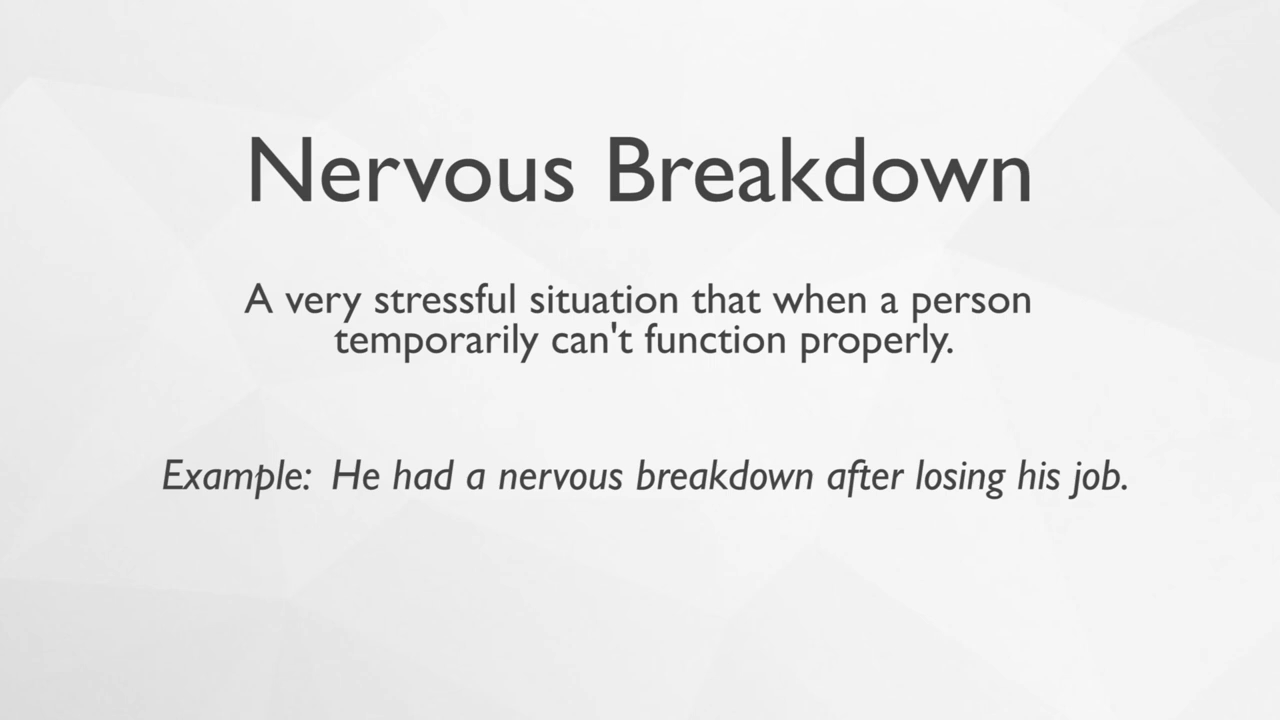 Nervous Breakdown
A very stressful situation that when a person
temporarily can't function properly.
Example: He had a nervous breakdown after losing his job.